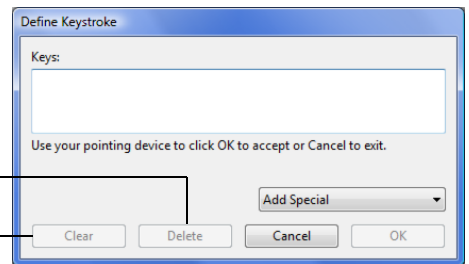 Define Keystroke
Keys:
Use your pointing device to click OK to accept or Cancel to exit.
Add Special
Clear Delete Cancel OK